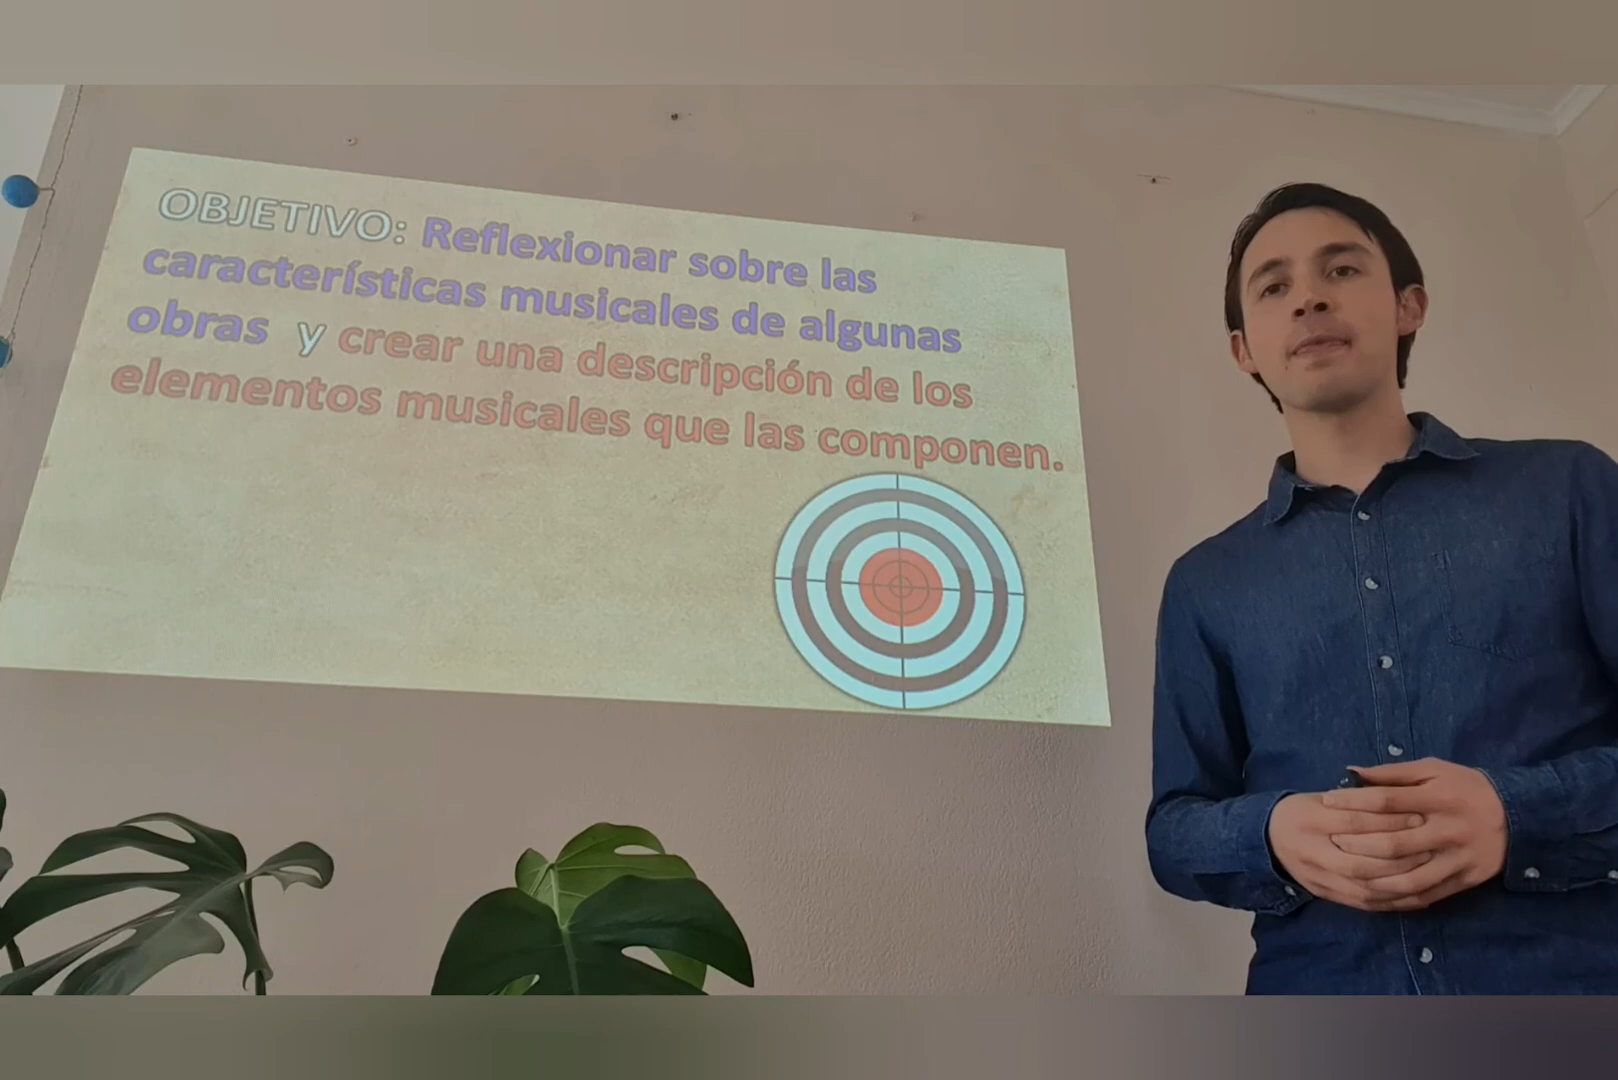 OBJETIVO: Reflexionar sobre las
características musicales de algunas
obras y crear una descripción de los
elementos musicales que las componen.